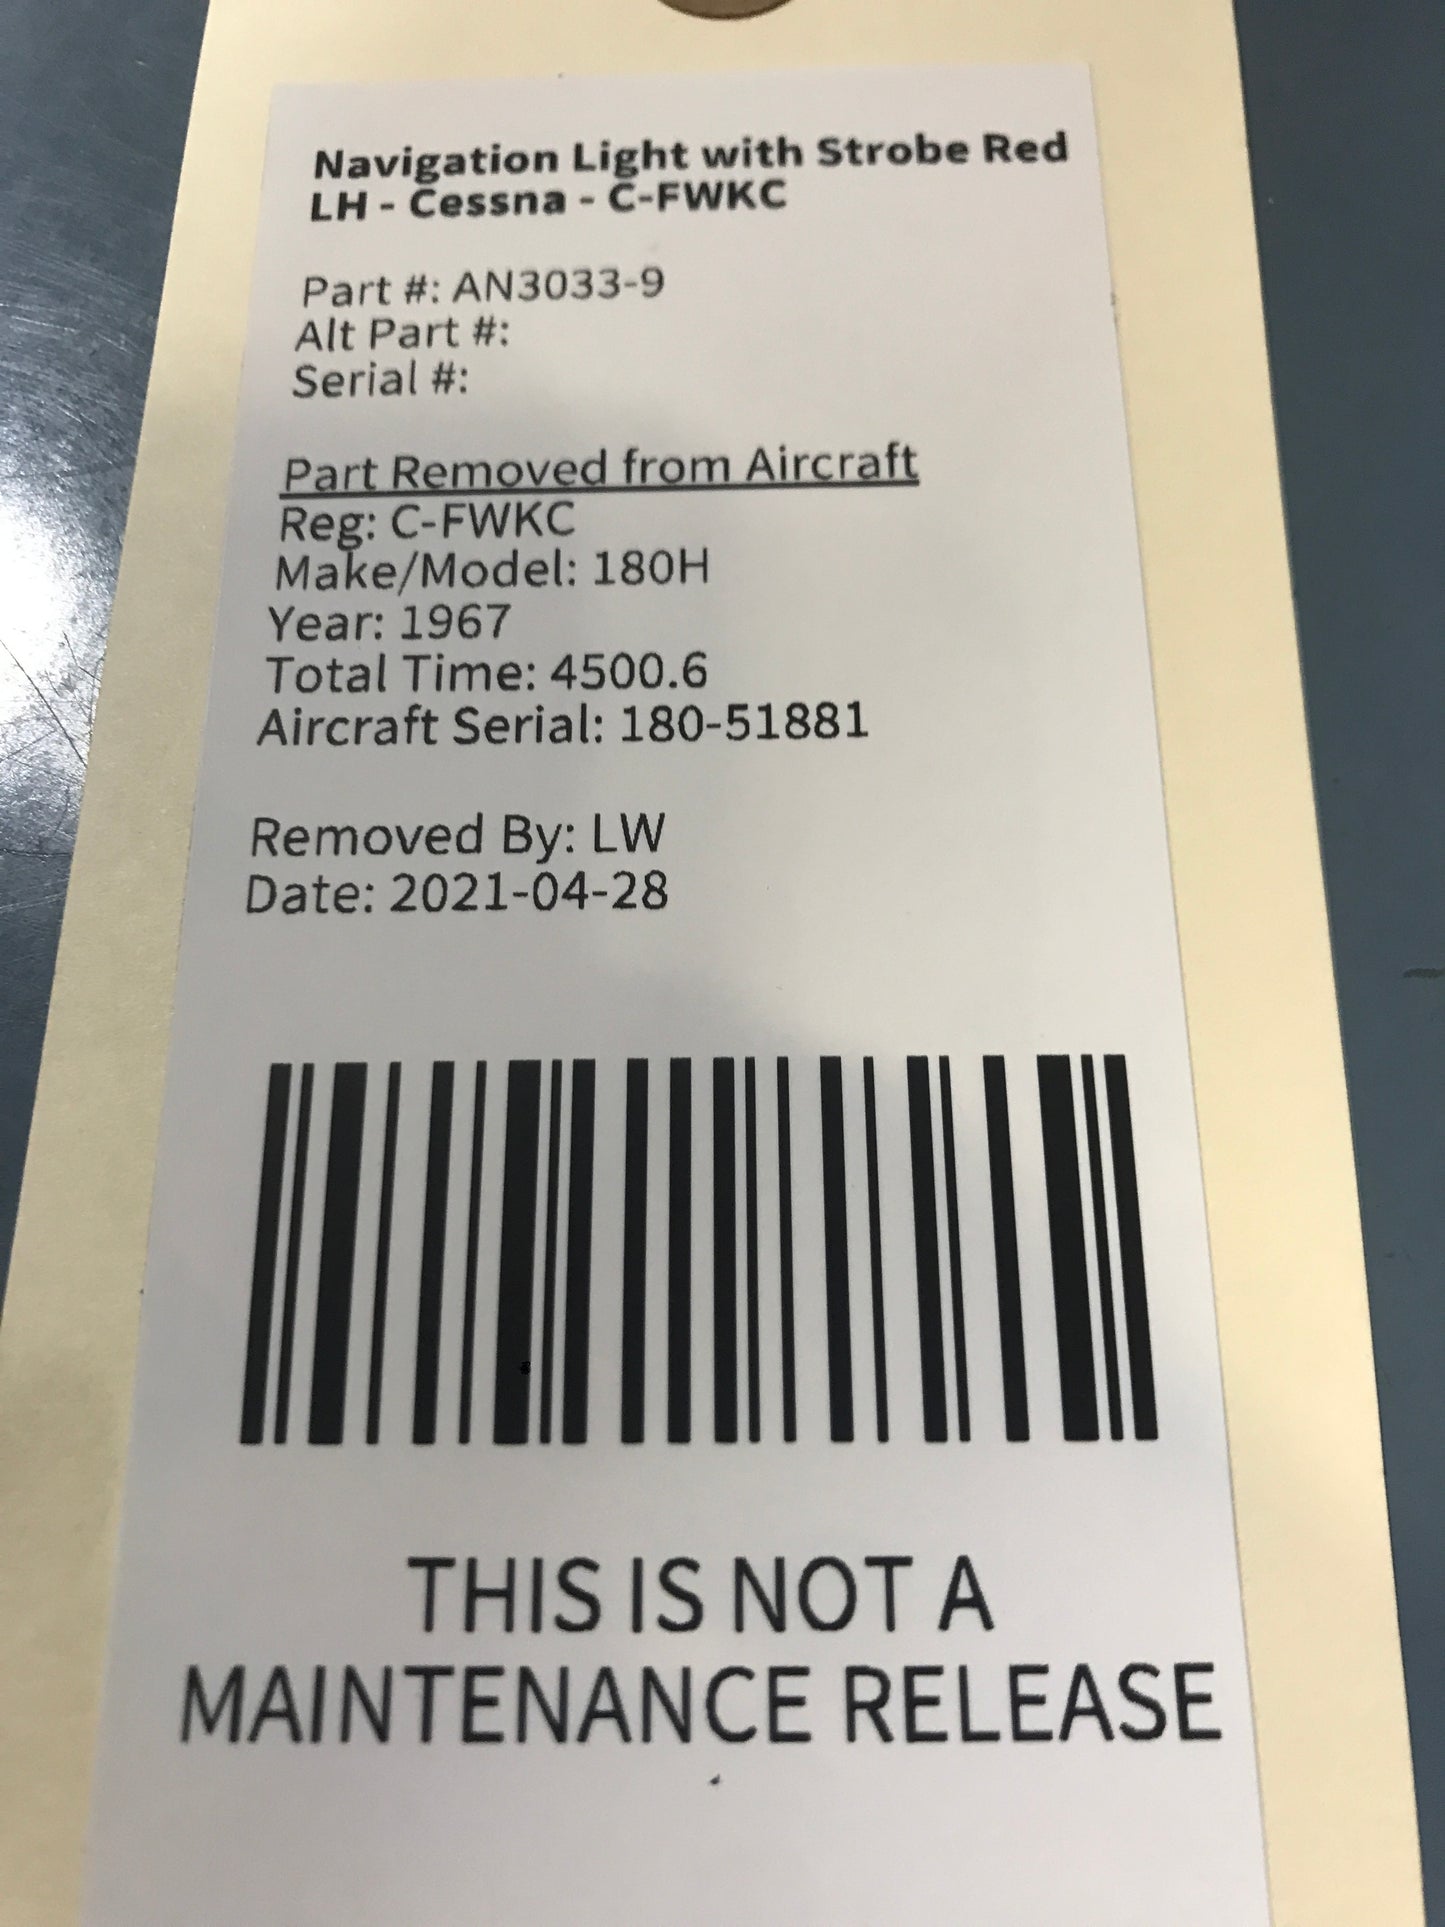 Navigation Light with Strobe Red
LH - Cessna - C-FWKC
Part #: AN3033-9
Alt Part #:
Serial #:
Part Removed from Aircraft
Reg: C-FWKC
Make/Model: 180H
Year: 1967
Total Time: 4500.6
Aircraft Serial: 180-51881
Removed By: LW
Date: 2021-04-28
THIS IS NOT A
MAINTENANCE RELEASE